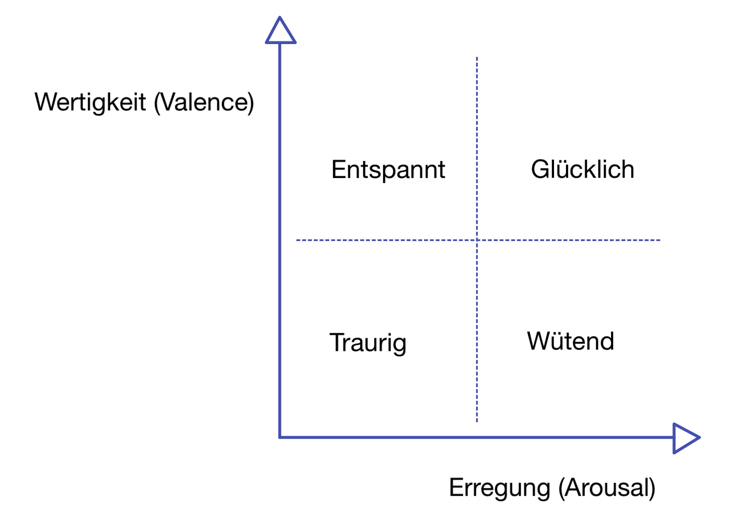 Wertigkeit (Valence)
Entspannt
Glücklich
Traurig
Wütend
Erregung (Arousal)